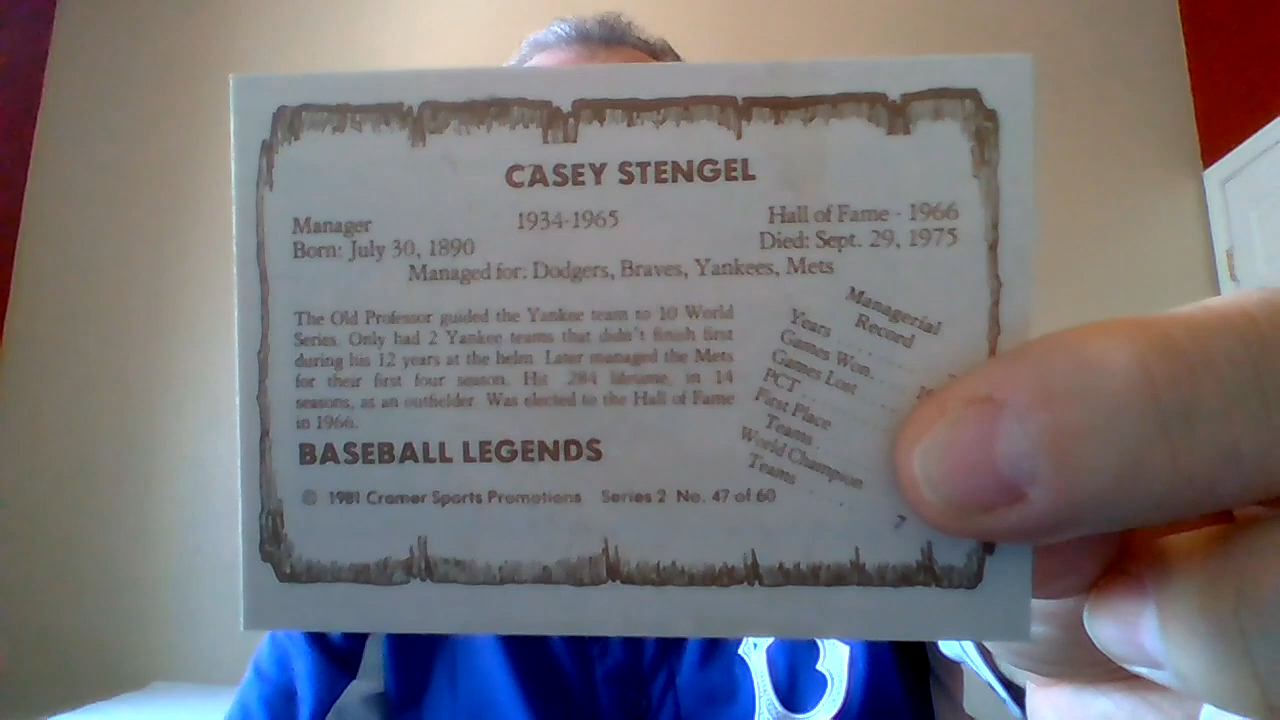 CASEY STENGEL
Manager 1934-1965 Hall of Fame - 1966
Born: July 30, 1890 Died: Sept. 29, 1975
Managed for: Dodgers, Braves, Yankees, Mets
The Old Professor guided the Yankee team to 10 World
Series. Only had 2 Yankee teams that didn't finish first
during his 12 years at the helm. Later managed the Mets
for their first four season. Hit .284 lifetime, in 14
seasons, as an outfielder. Was elected to the Hall of Fame
in 1966.
Managerial
Record
Years
Games Won
Games Lost
PCT
First Place
Teams
World Champion
Teams 7
BASEBALL LEGENDS
© 1981 Cramer Sports Promotions Series 2 No. 47 of 60